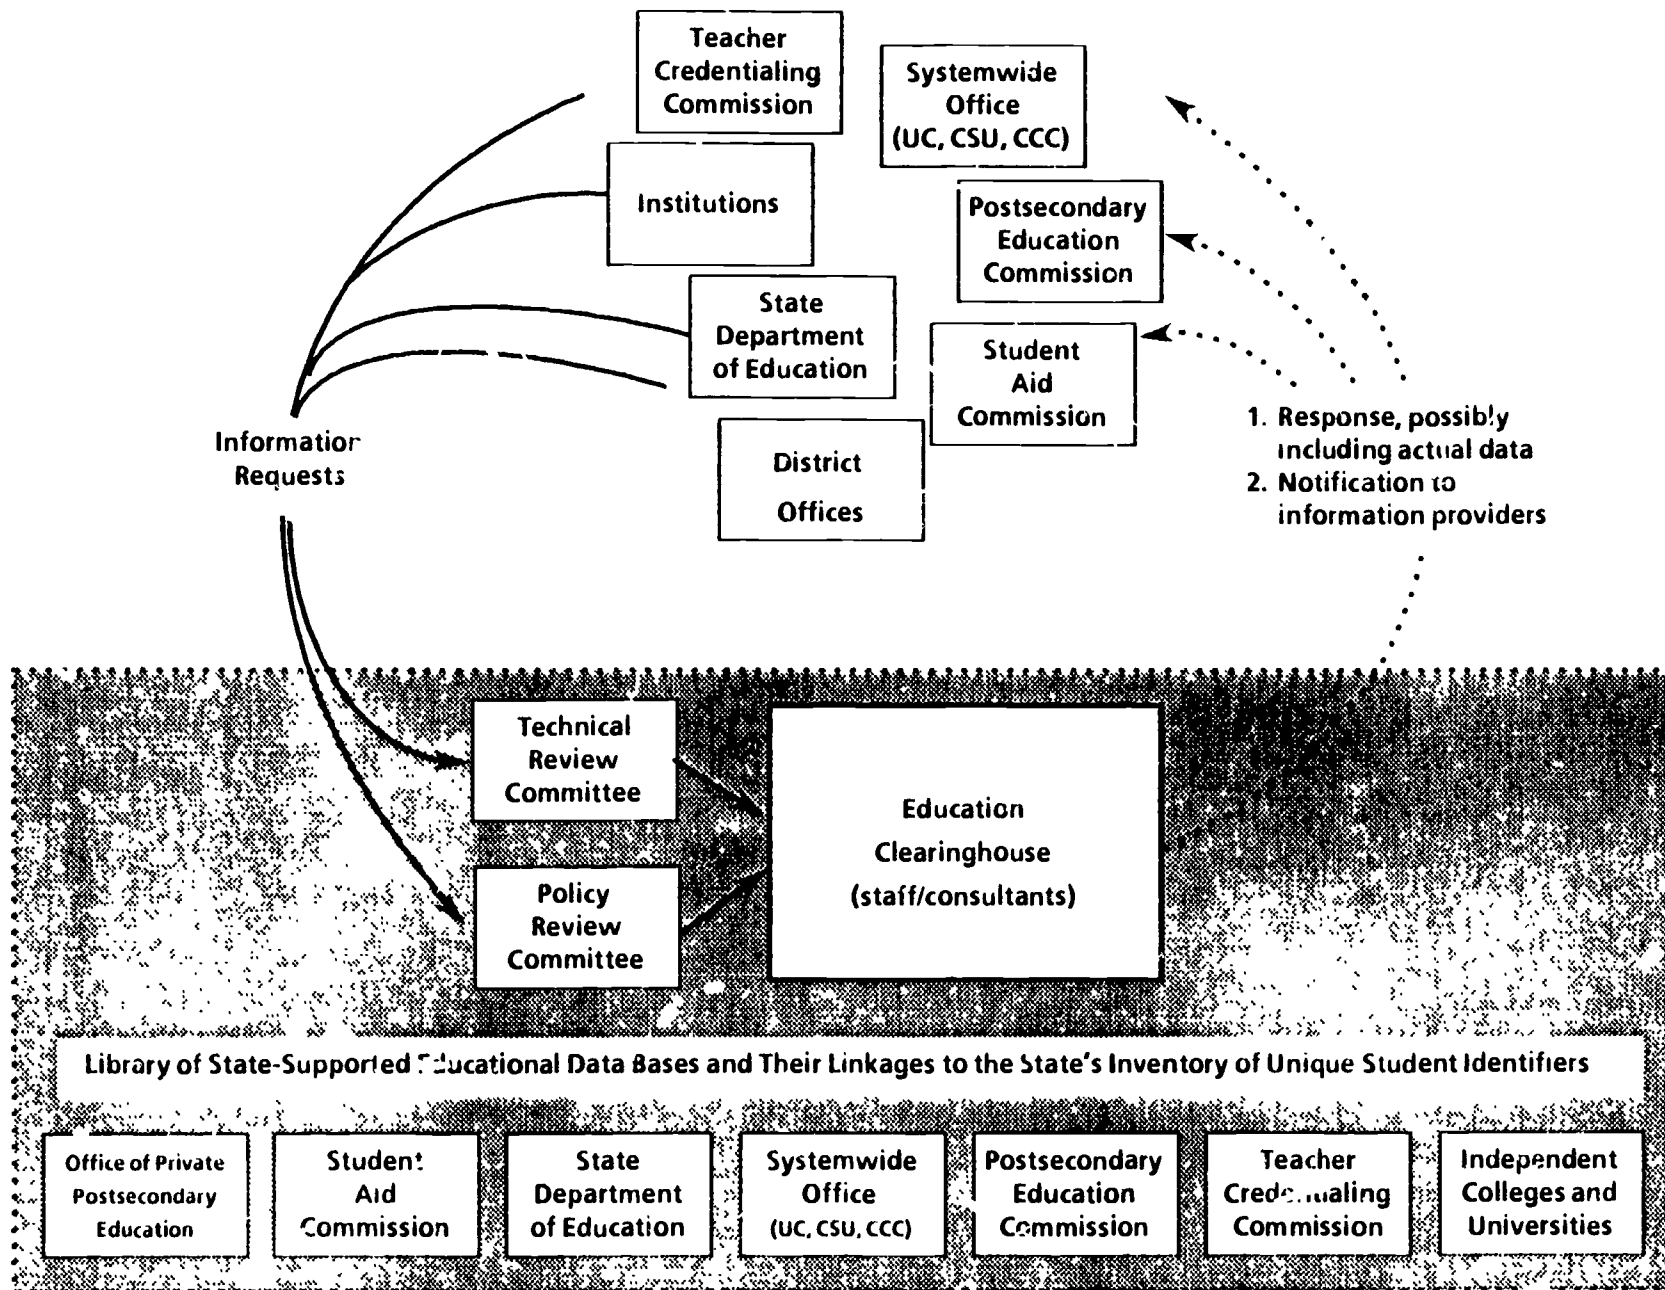 Teacher
Credentialing
Commission
Systemwide
Office
(UC, CSU, CCC)
Institutions
Postsecondary
Education
Commission
State
Department
of Education
Student
Aid
Commission
District
Offices
Information
Requests
1. Response, possibly
including actual data
2. Notification to
information providers
Technical
Review
Committee
Policy
Review
Committee
Education
Clearinghouse
(staff/consultants)
Library of State-Supported Educational Data Bases and Their Linkages to the State's Inventory of Unique Student Identifiers
Office of Private
Postsecondary
Education
Student
Aid
Commission
State
Department
of Education
Systemwide
Office
(UC, CSU, CCC)
Postsecondary
Education
Commission
Teacher
Credentialing
Commission
Independent
Colleges and
Universities